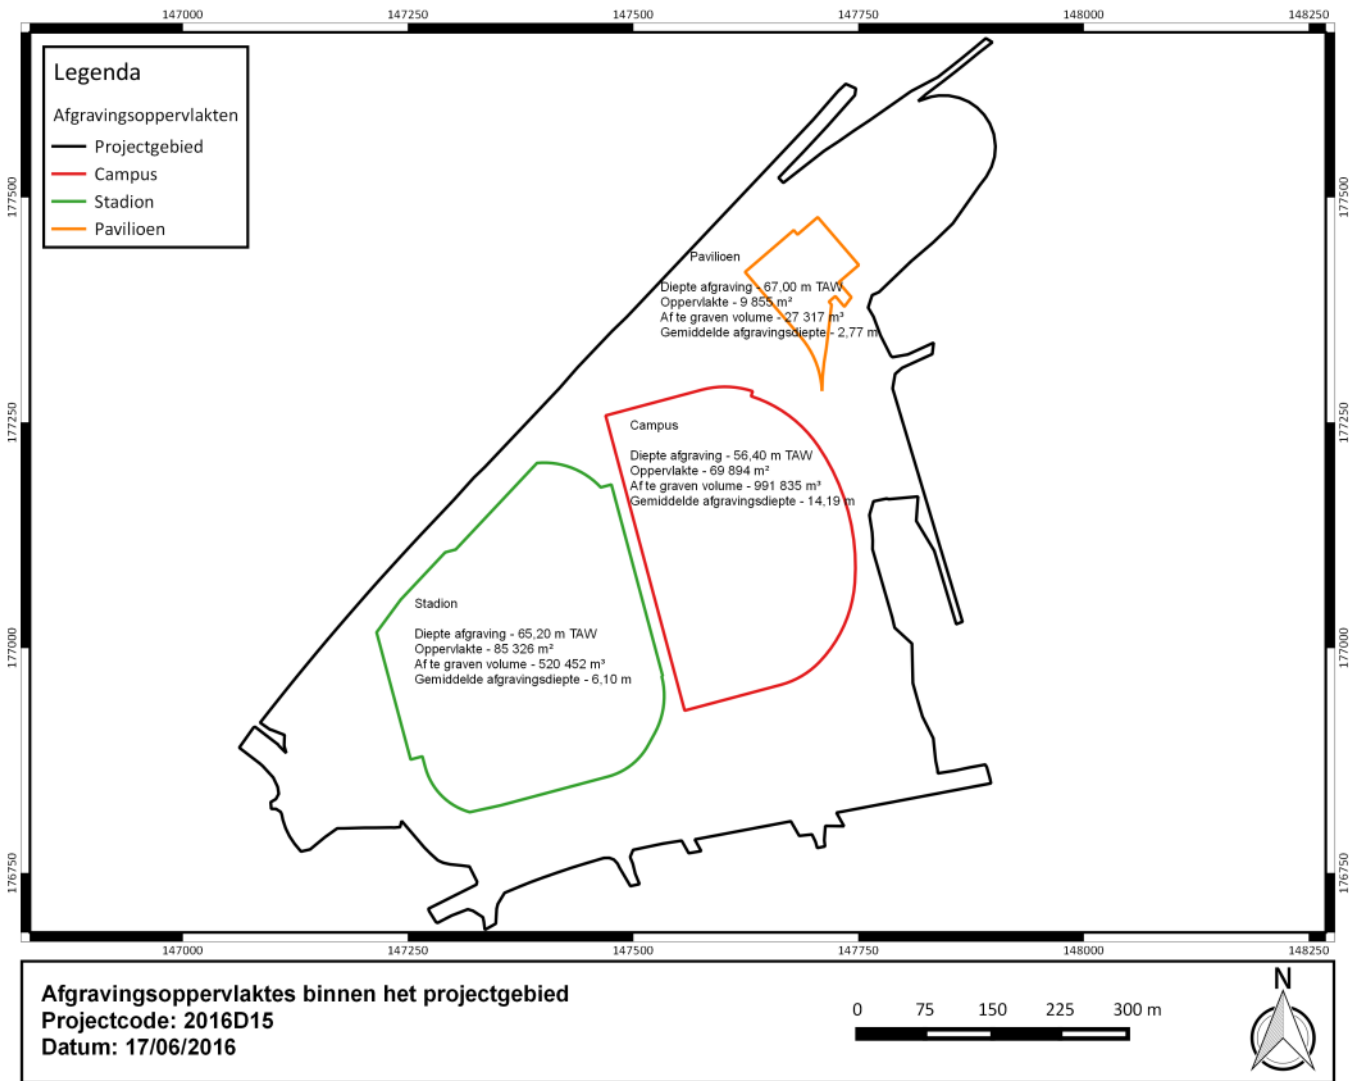 147000 147250 147500 147750 148000 148250
Legenda
Afgravingsoppervlakten
Projectgebied
Campus
Stadion
Pavilioen
177500
177500
Pavilioen
Diepte afgraving - 67,00 m TAW
Oppervlakte - 9 855 m²
Af te graven volume - 27 317 m³
Gemiddelde afgravingsdiepte - 2,77 m
177250
177250
Campus
Diepte afgraving - 56,40 m TAW
Oppervlakte - 69 894 m²
Af te graven volume - 991 835 m³
Gemiddelde afgravingsdiepte - 14,19 m
Stadion
Diepte afgraving - 65,20 m TAW
Oppervlakte - 85 326 m²
Af te graven volume - 520 452 m³
Gemiddelde afgravingsdiepte - 6,10 m
177000
177000
176750
176750
147000 147250 147500 147750 148000 148250
Afgravingsoppervlaktes binnen het projectgebied
Projectcode: 2016D15
Datum: 17/06/2016
0 75 150 225 300 m
N